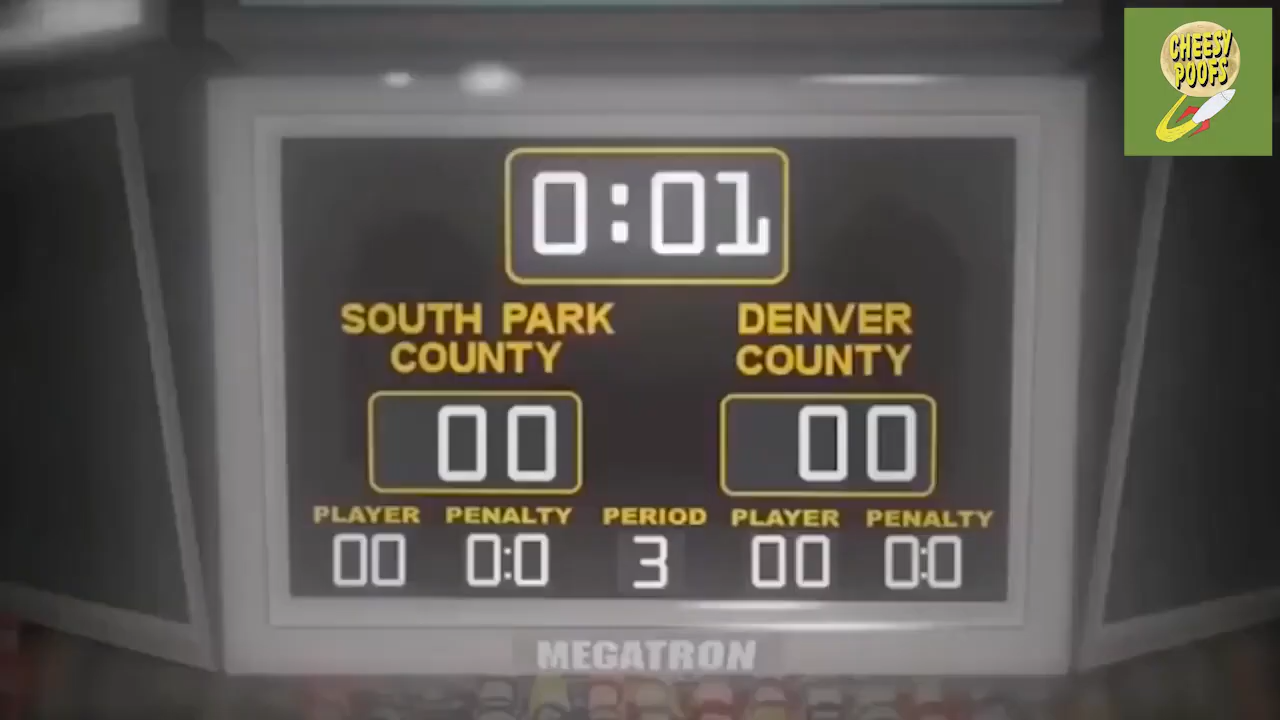 CHEESY
POOFS
0:01
SOUTH PARK
COUNTY
DENVER
COUNTY
00
00
PLAYER PENALTY PERIOD PLAYER PENALTY
00 0:0 3 00 0:0
MEGATRON